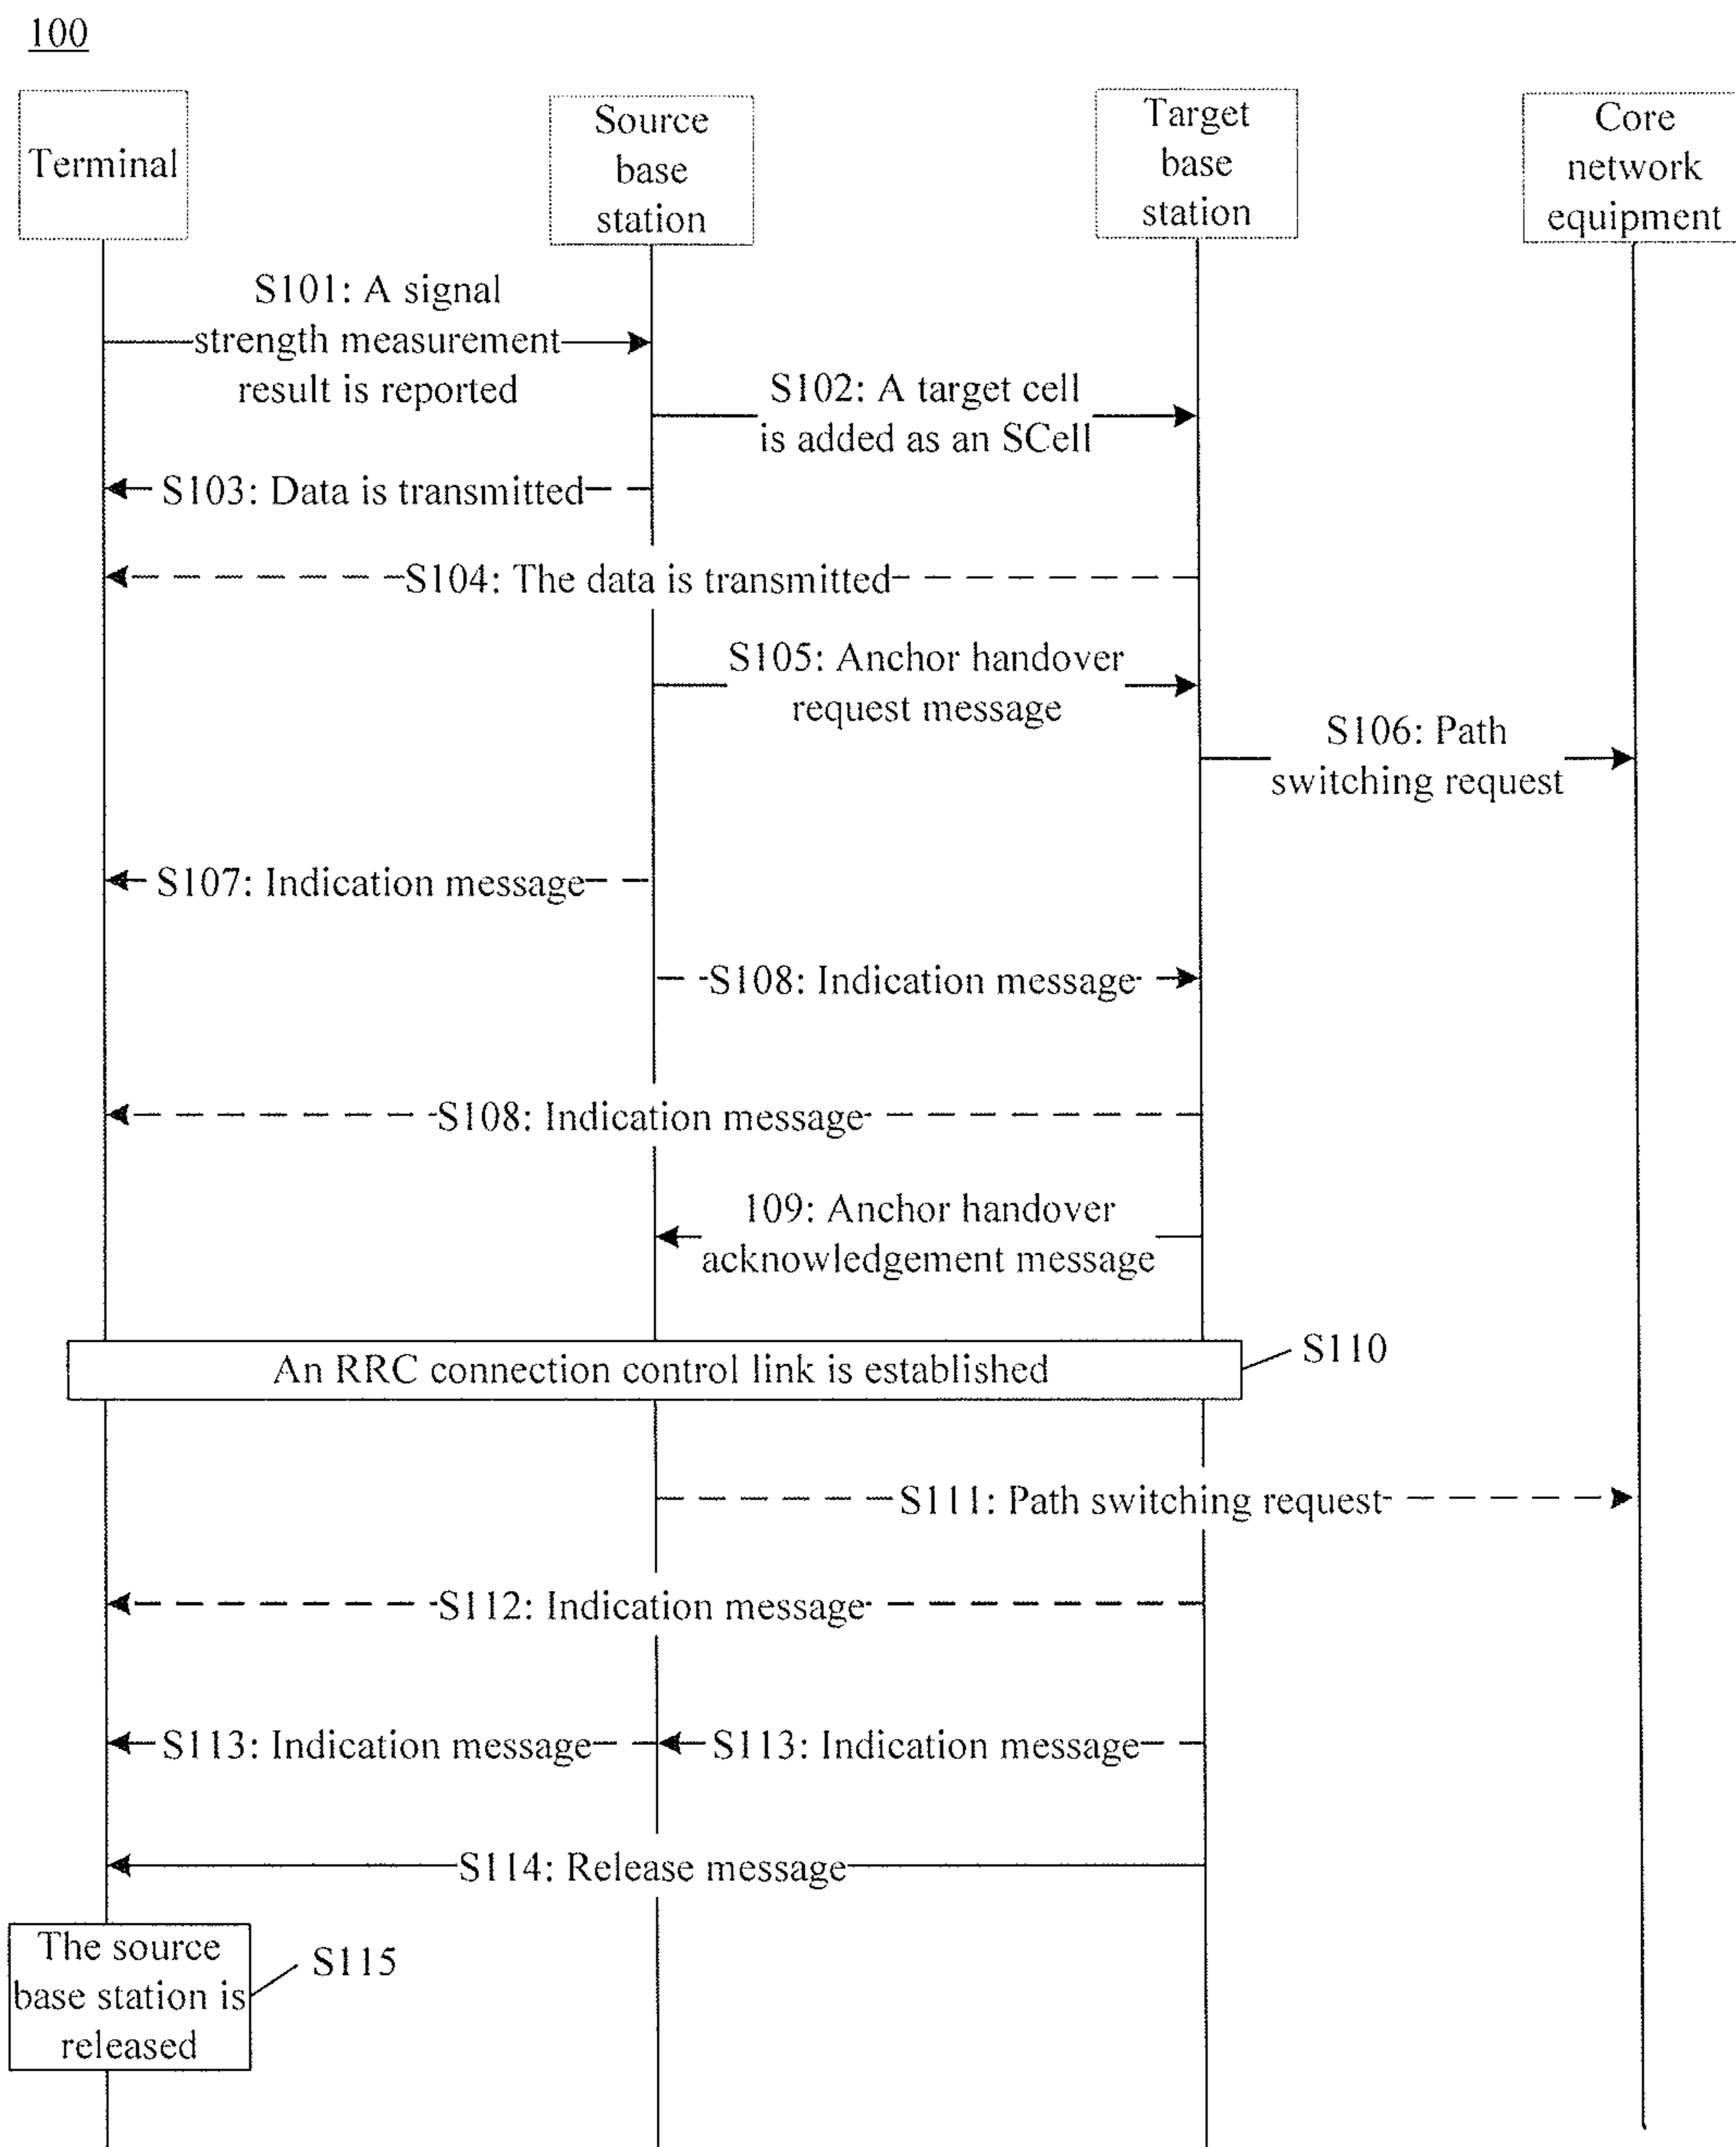 100
Terminal
Source
base
station
Target
base
station
Core
network
equipment
S101: A signal
strength measurement
result is reported
S102: A target cell
is added as an SCell
S103: Data is transmitted
S104: The data is transmitted
S105: Anchor handover
request message
S106: Path
switching request
S107: Indication message
S108: Indication message
S108: Indication message
109: Anchor handover
acknowledgement message
An RRC connection control link is established
S110
S111: Path switching request
S112: Indication message
S113: Indication message
S113: Indication message
S114: Release message
The source
base station is
released
S115